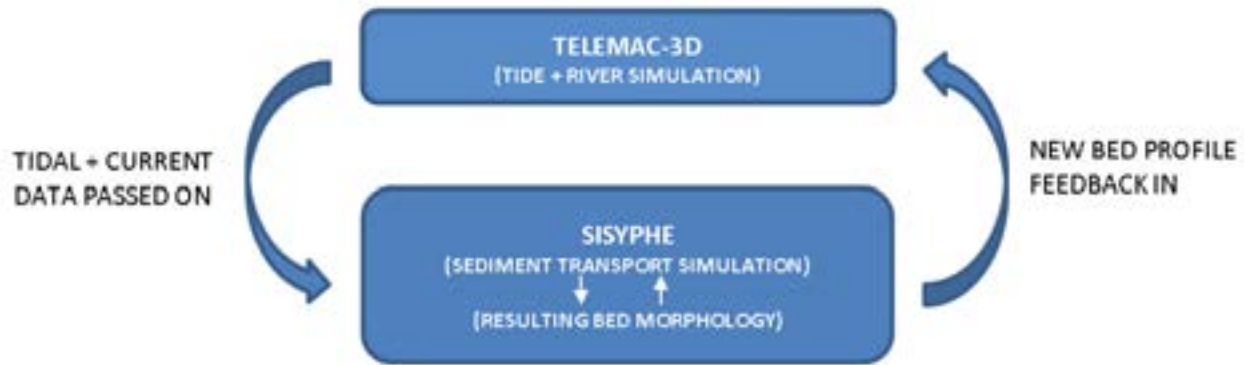 TELEMAC-3D
(TIDE + RIVER SIMULATION)
TIDAL + CURRENT
DATA PASSED ON
NEW BED PROFILE
FEEDBACK IN
SISYPHE
(SEDIMENT TRANSPORT SIMULATION)
(RESULTING BED MORPHOLOGY)